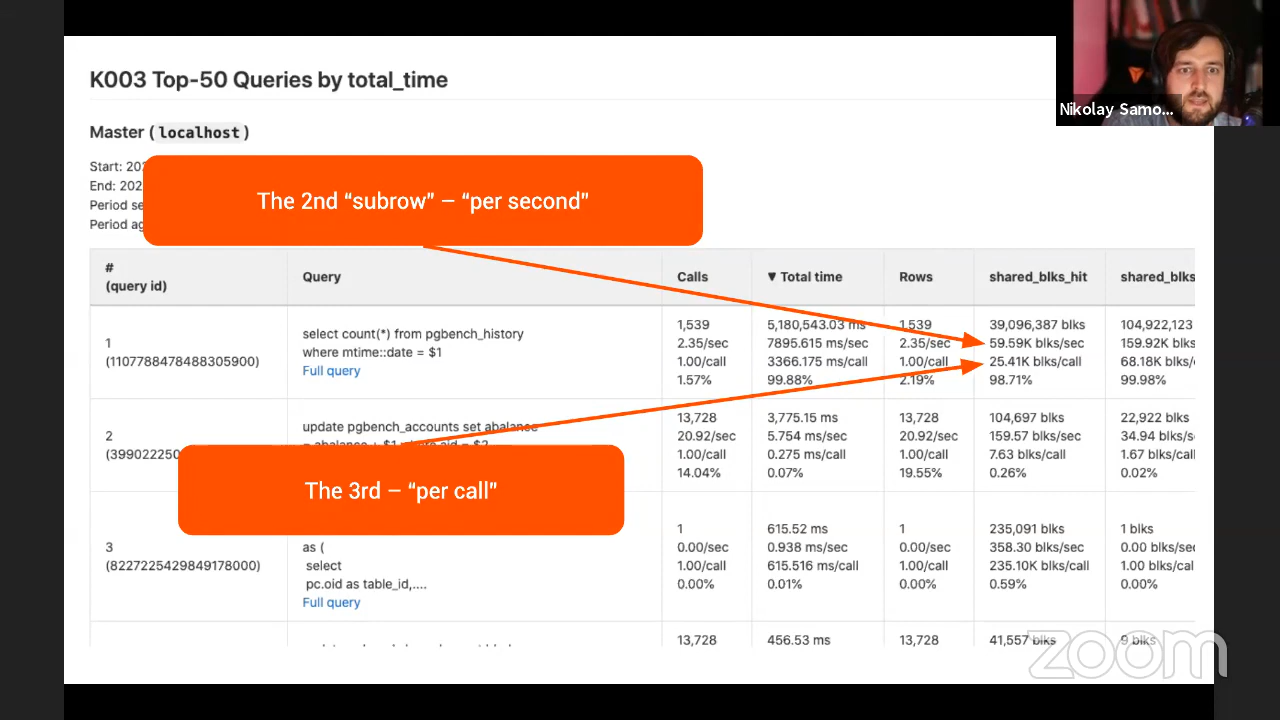 Nikolay Samo...
K003 Top-50 Queries by total_time
Master (localhost)
Start: 202
End: 202
Period se
Period ag
The 2nd “subrow” – “per second”
# (query id) Query Calls ▼ Total time Rows shared_blks_hit shared_blks
1 (1107788478488305900)
select count(*) from pgbench_history
where mtime::date = $1
Full query
1,539
2.35/sec
1.00/call
1.57%
5,180,543.03 ms
7895.615 ms/sec
3366.175 ms/call
99.88%
1,539
2.35/sec
1.00/call
2.19%
39,096,387 blks
59.59K blks/sec
25.41K blks/call
98.71%
104,922,123
159.92K blks
68.18K blks/
99.98%
2
(399022250
update pgbench_accounts set abalance
= abalance + $1 where aid = $2
13,728
20.92/sec
1.00/call
14.04%
3,775.15 ms
5.754 ms/sec
0.275 ms/call
0.07%
13,728
20.92/sec
1.00/call
19.55%
104,697 blks
159.57 blks/sec
7.63 blks/call
0.26%
22,922 blks
34.94 blks/s
1.67 blks/call
0.02%
The 3rd – “per call”
3
(8227225429849178000)
as (
select
pc.oid as table_id,....
Full query
1
0.00/sec
1.00/call
0.00%
615.52 ms
0.938 ms/sec
615.516 ms/call
0.01%
1
0.00/sec
1.00/call
0.00%
235,091 blks
358.30 blks/sec
235.10K blks/call
0.59%
1 blks
0.00 blks/sec
1.00 blks/call
0.00%
13,728
456.53 ms
13,728
41,557 blks
9 blks
zoom